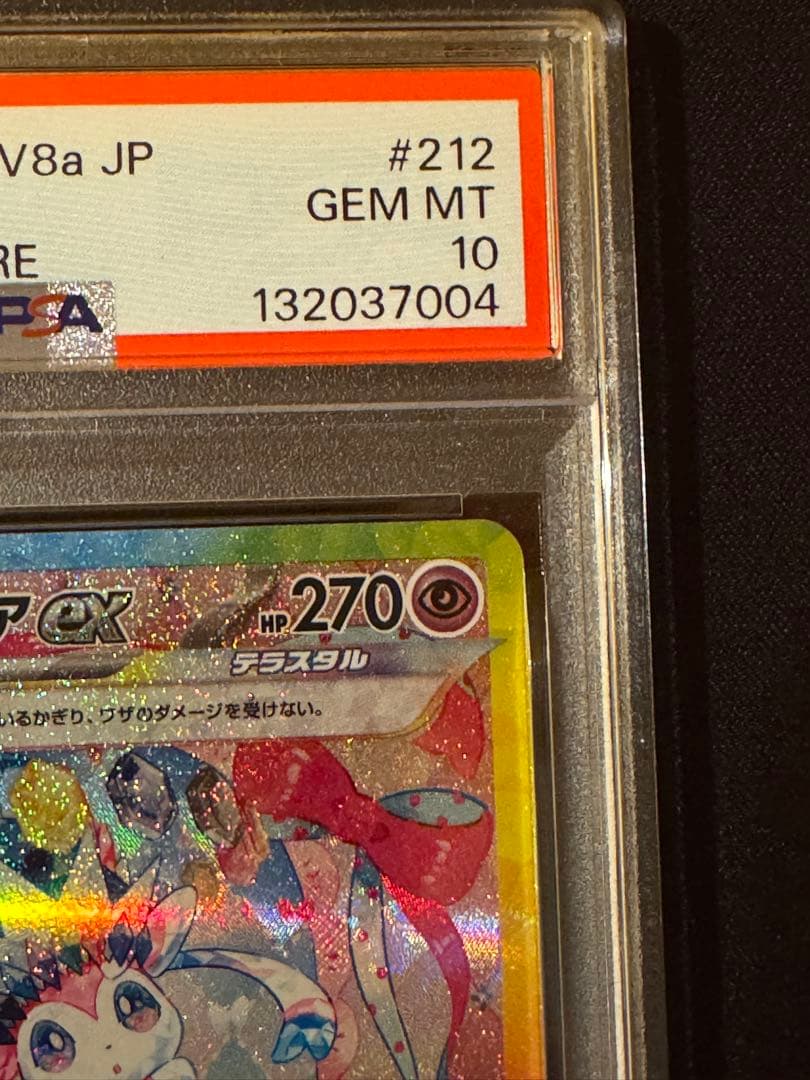 V8a JP #212
GEM MT
RE 10
PSA 132037004
ア ex HP 270
テラスタル
いるかぎり、ワザのダメージを受けない。